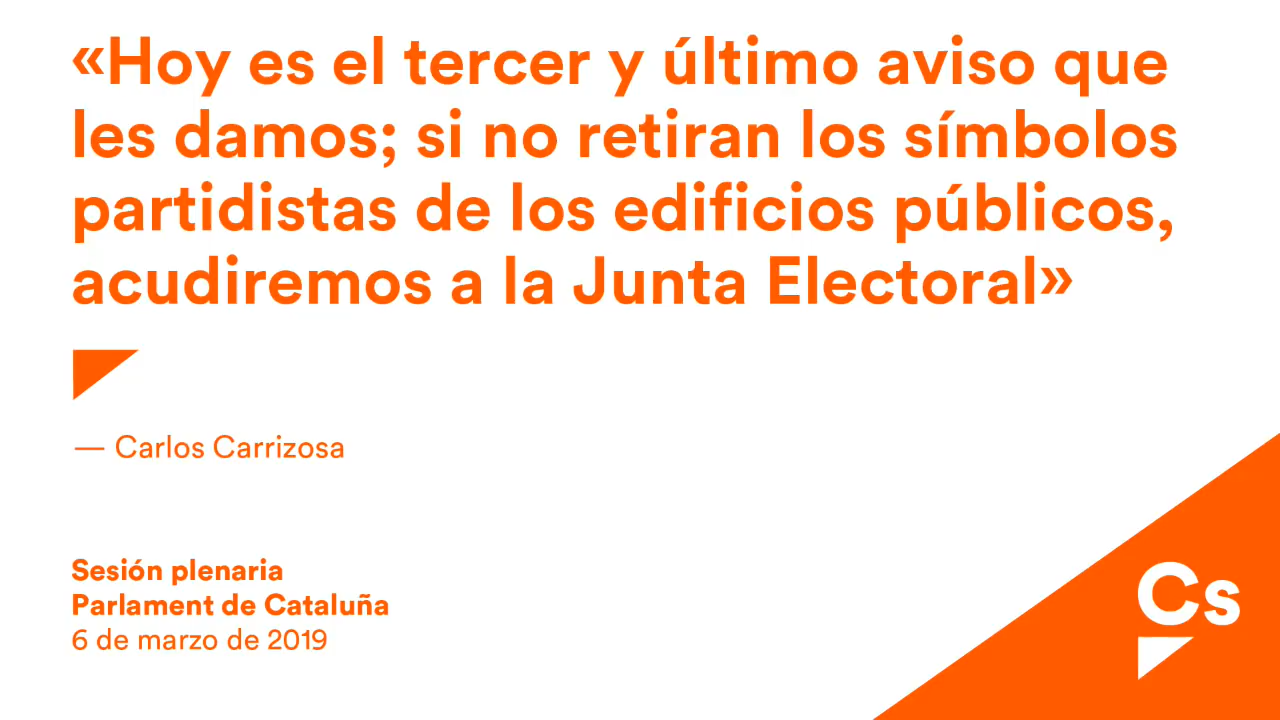 «Hoy es el tercer y último aviso que
les damos; si no retiran los símbolos
partidistas de los edificios públicos,
acudiremos a la Junta Electoral»
— Carlos Carrizosa
Sesión plenaria
Parlament de Cataluña
6 de marzo de 2019
Cs